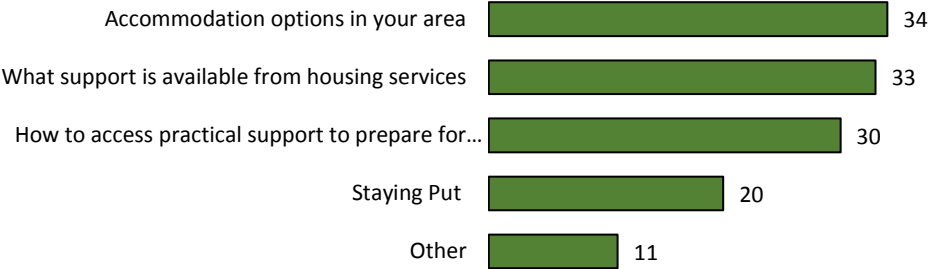 Accommodation options in your area 34
What support is available from housing services 33
How to access practical support to prepare for… 30
Staying Put 20
Other 11